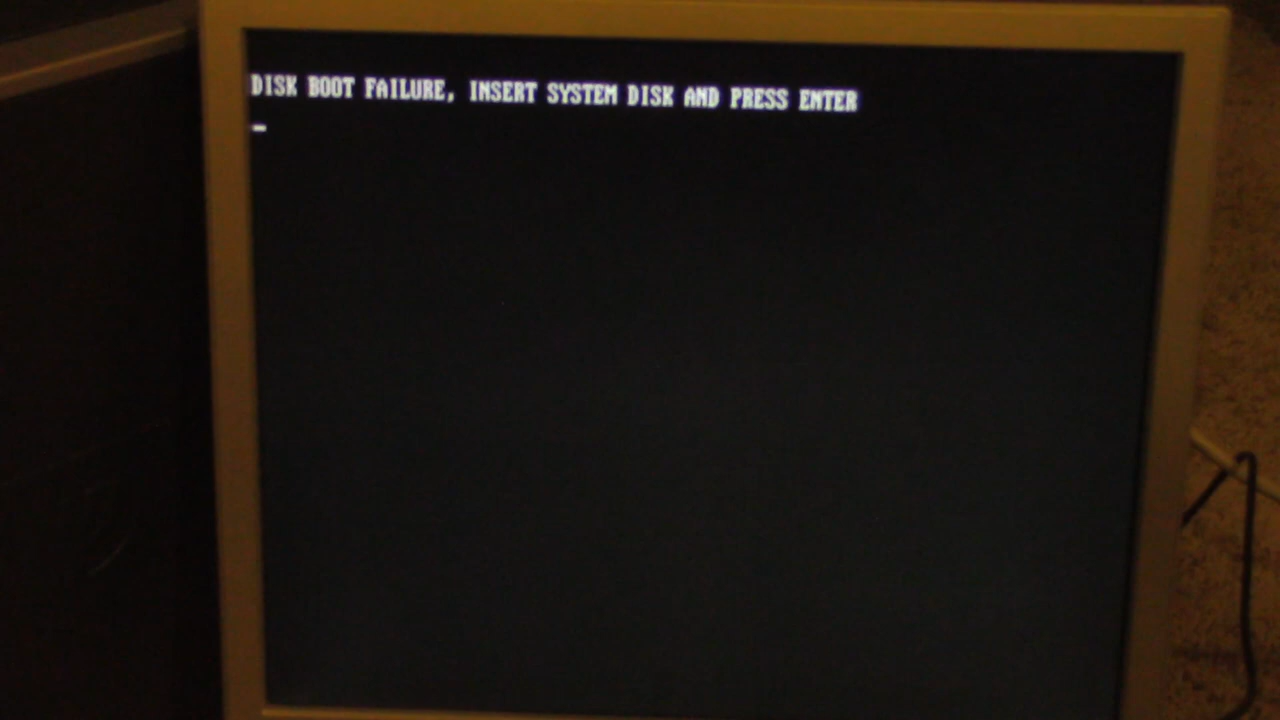 DISK BOOT FAILURE, INSERT SYSTEM DISK AND PRESS ENTER